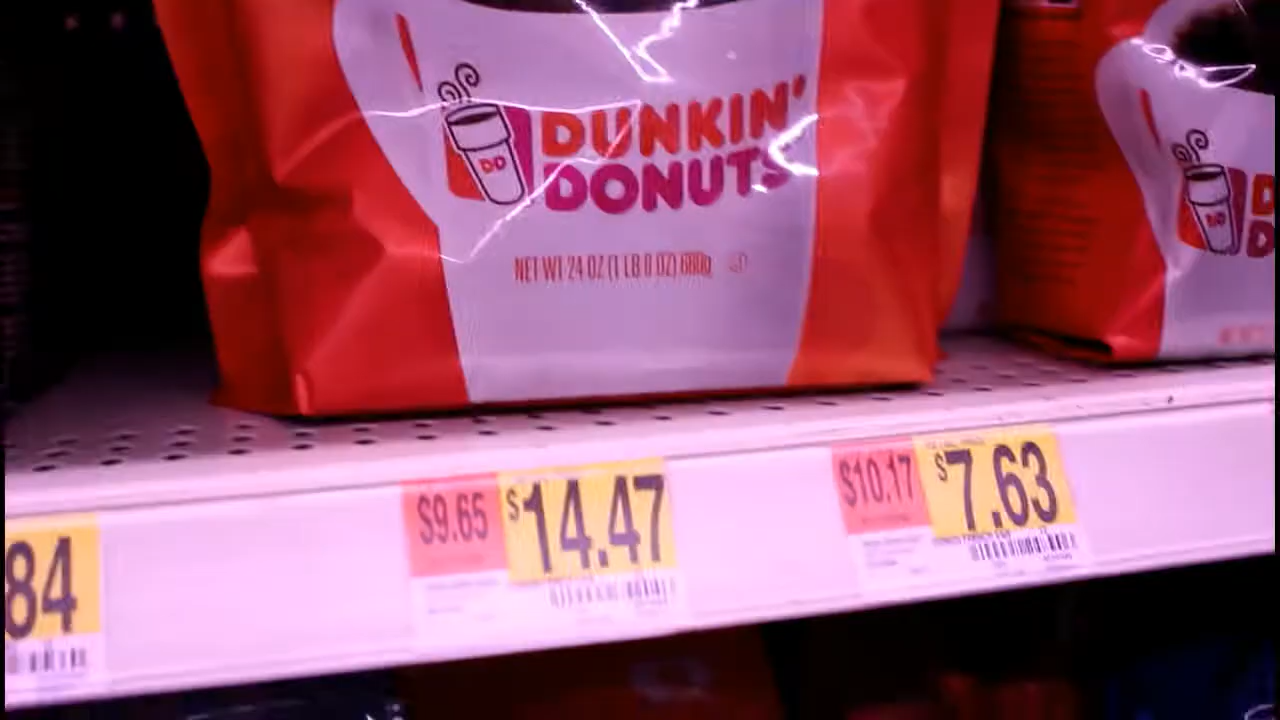 DUNKIN'
DONUTS
DD
NET WT 24 OZ (1 LB 8 OZ) 680g
DD
D
D
84
$9.65
$14.47
$10.17
$7.63